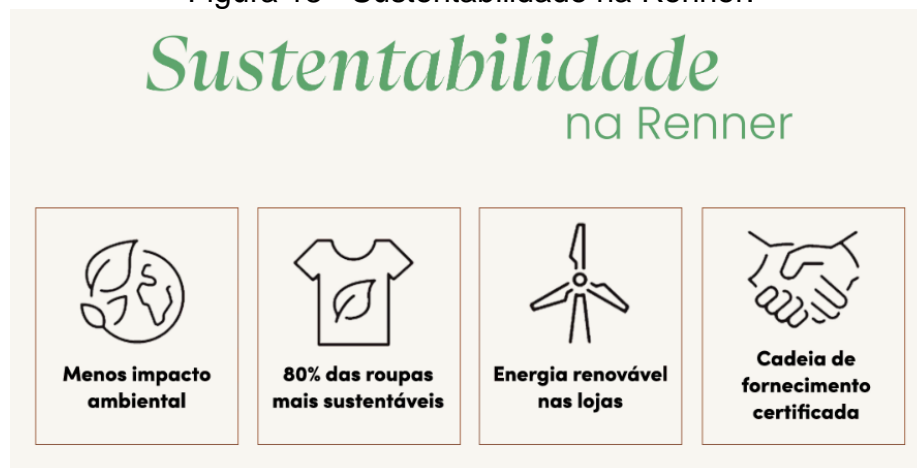 Sustentabilidade
na Renner
Menos impacto
ambiental
80% das roupas
mais sustentáveis
Energia renovável
nas lojas
Cadeia de
fornecimento
certificada